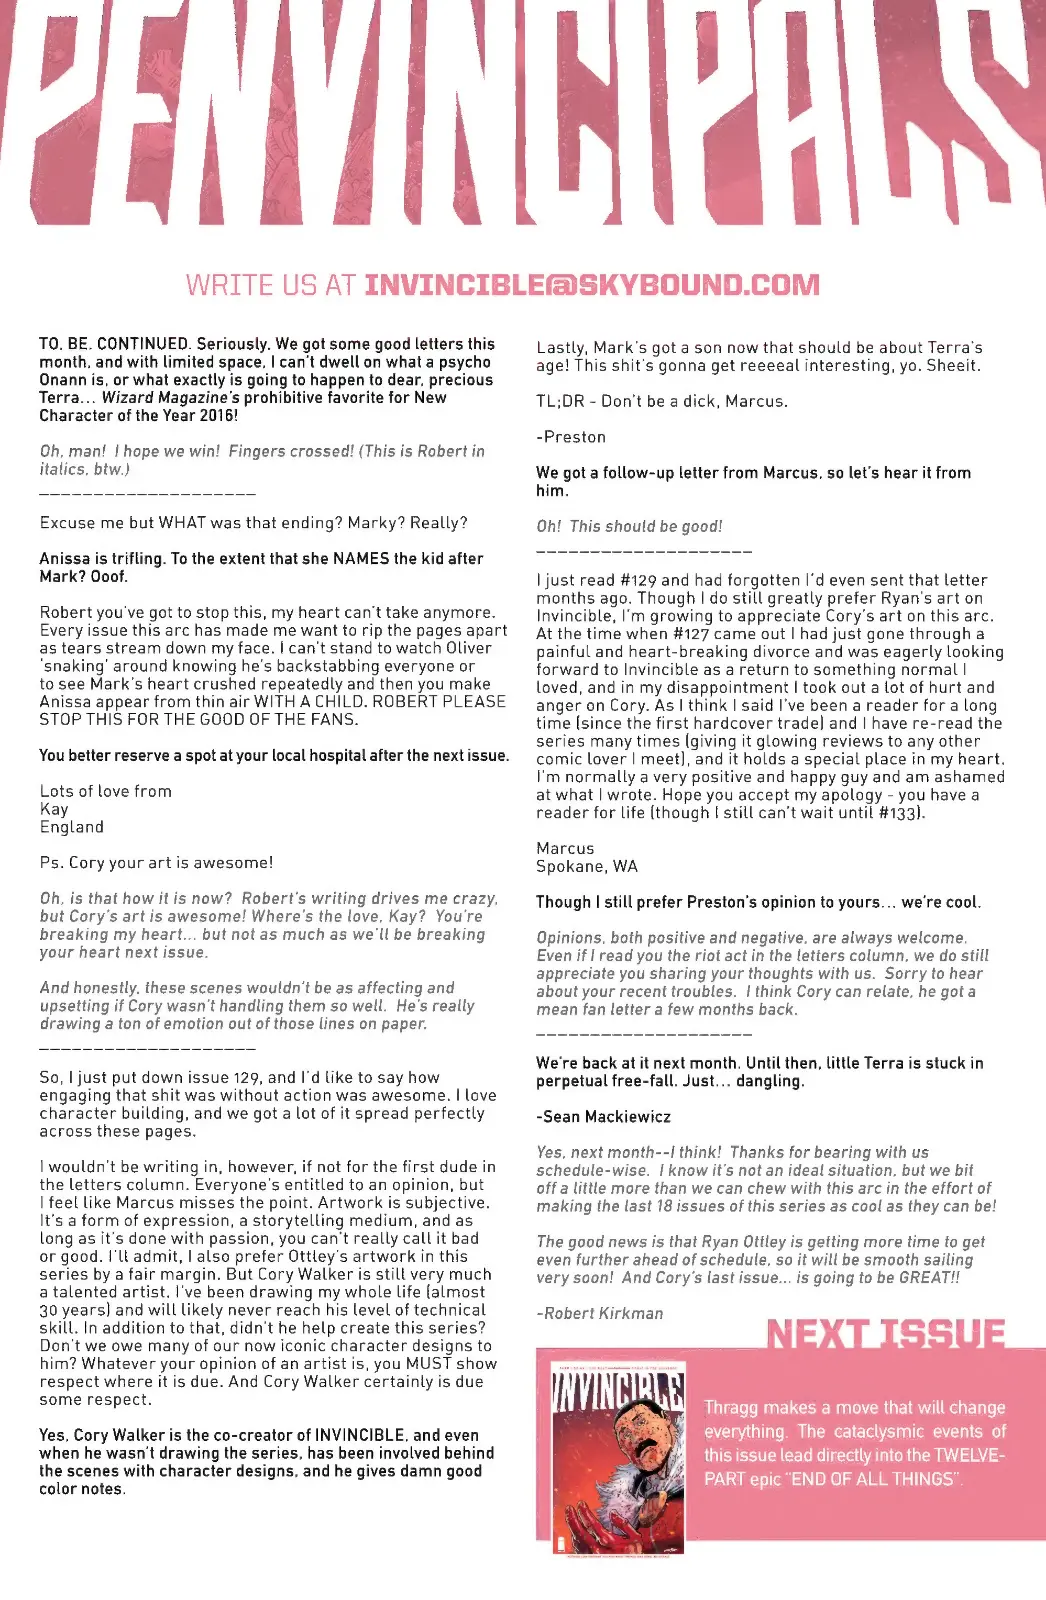 PENVINCIPALS
WRITE US AT INVINCIBLE@SKYBOUND.COM
TO. BE. CONTINUED. Seriously. We got some good letters this
month, and with limited space, I can't dwell on what a psycho
Onann is, or what exactly is going to happen to dear, precious
Terra... Wizard Magazine's prohibitive favorite for New
Character of the Year 2016!
Oh, man! I hope we win! Fingers crossed! (This is Robert in
italics, btw.)
Excuse me but WHAT was that ending? Marky? Really?
Anissa is trifling. To the extent that she NAMES the kid after
Mark? Ooof.
Robert you've got to stop this, my heart can't take anymore.
Every issue this arc has made me want to rip the pages apart
as tears stream down my face. I can't stand to watch Oliver
'snaking' around knowing he's backstabbing everyone or
to see Mark's heart crushed repeatedly and then you make
Anissa appear from thin air WITH A CHILD. ROBERT PLEASE
STOP THIS FOR THE GOOD OF THE FANS.
You better reserve a spot at your local hospital after the next issue.
Lots of love from
Kay
England
Ps. Cory your art is awesome!
Oh, is that how it is now? Robert's writing drives me crazy,
but Cory's art is awesome! Where's the love, Kay? You're
breaking my heart... but not as much as we'll be breaking
your heart next issue.
And honestly, these scenes wouldn't be as affecting and
upsetting if Cory wasn't handling them so well. He's really
drawing a ton of emotion out of those lines on paper.
So, I just put down issue 129, and I'd like to say how
engaging that shit was without action was awesome. I love
character building, and we got a lot of it spread perfectly
across these pages.
I wouldn't be writing in, however, if not for the first dude in
the letters column. Everyone's entitled to an opinion, but
I feel like Marcus misses the point. Artwork is subjective.
It's a form of expression, a storytelling medium, and as
long as it's done with passion, you can't really call it bad
or good. I'll admit, I also prefer Ottley's artwork in this
series by a fair margin. But Cory Walker is still very much
a talented artist. I've been drawing my whole life (almost
30 years) and will likely never reach his level of technical
skill. In addition to that, didn't he help create this series?
Don't we owe many of our now iconic character designs to
him? Whatever your opinion of an artist is, you MUST show
respect where it is due. And Cory Walker certainly is due
some respect.
Yes, Cory Walker is the co-creator of INVINCIBLE, and even
when he wasn't drawing the series, has been involved behind
the scenes with character designs, and he gives damn good
color notes.
Lastly, Mark's got a son now that should be about Terra's
age! This shit's gonna get reeeeal interesting, yo. Sheeit.
TL;DR - Don't be a dick, Marcus.
-Preston
We got a follow-up letter from Marcus, so let's hear it from
him.
Oh! This should be good!
I just read #129 and had forgotten I'd even sent that letter
months ago. Though I do still greatly prefer Ryan's art on
Invincible, I'm growing to appreciate Cory's art on this arc.
At the time when #127 came out I had just gone through a
painful and heart-breaking divorce and was eagerly looking
forward to Invincible as a return to something normal I
loved, and in my disappointment I took out a lot of hurt and
anger on Cory. As I think I said I've been a reader for a long
time (since the first hardcover trade) and I have re-read the
series many times (giving it glowing reviews to any other
comic lover I meet), and it holds a special place in my heart.
I'm normally a very positive and happy guy and am ashamed
at what I wrote. Hope you accept my apology - you have a
reader for life (though I still can't wait until #133).
Marcus
Spokane, WA
Though I still prefer Preston's opinion to yours... we're cool.
Opinions, both positive and negative, are always welcome.
Even if I read you the riot act in the letters column, we do still
appreciate you sharing your thoughts with us. Sorry to hear
about your recent troubles. I think Cory can relate, he got a
mean fan letter a few months back.
We're back at it next month. Until then, little Terra is stuck in
perpetual free-fall. Just... dangling.
-Sean Mackiewicz
Yes, next month--I think! Thanks for bearing with us
schedule-wise. I know it's not an ideal situation, but we bit
off a little more than we can chew with this arc in the effort of
making the last 18 issues of this series as cool as they can be!
The good news is that Ryan Ottley is getting more time to get
even further ahead of schedule, so it will be smooth sailing
very soon! And Cory's last issue... is going to be GREAT!!
-Robert Kirkman
NEXT ISSUE
INVINCIBLE
Thragg makes a move that will change
everything. The cataclysmic events of
this issue lead directly into the TWELVE-
PART epic "END OF ALL THINGS".